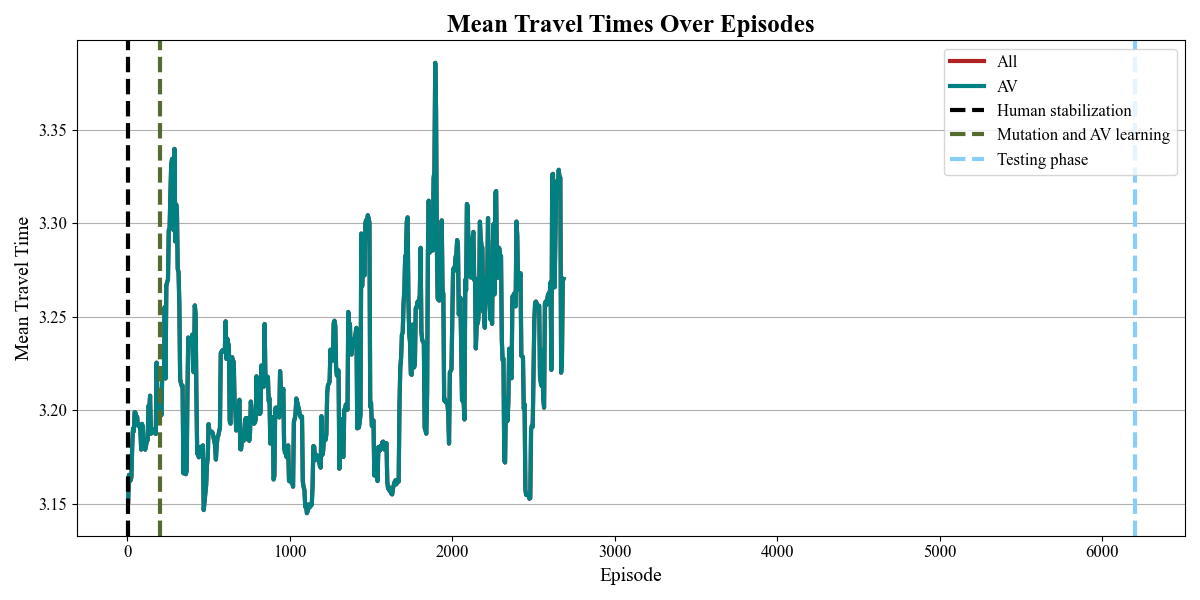 Mean Travel Times Over Episodes
All
AV
Human stabilization
Mutation and AV learning
Testing phase
Mean Travel Time
3.35
3.30
3.25
3.20
3.15
0
1000
2000
3000
4000
5000
6000
Episode